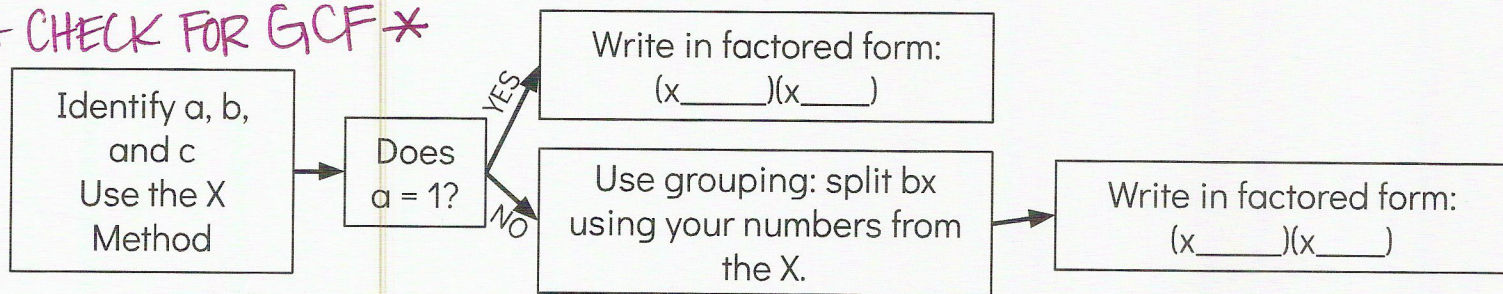 - CHECK FOR GCF *
Identify a, b,
and c
Use the X
Method
Does
a = 1?
YES
Write in factored form:
(x_____)(x____)
NO
Use grouping: split bx
using your numbers from
the X.
Write in factored form:
(x_____)(x____)